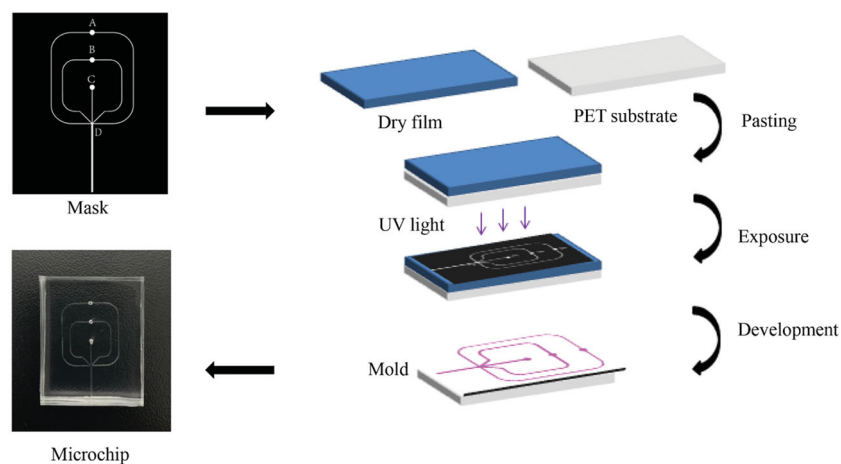 A
B
C
D
Mask
Dry film
PET substrate
Pasting
UV light
Exposure
Development
Mold
Microchip